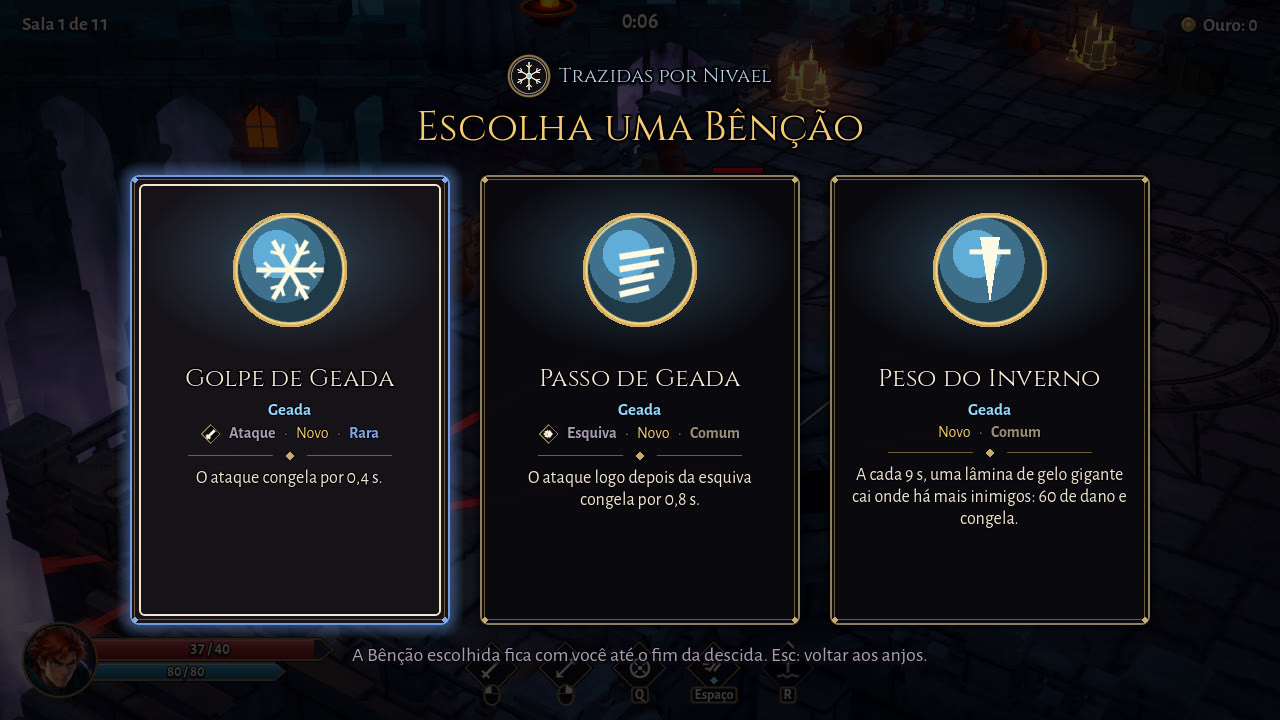 Sala 1 de 11
0:06
Ouro: 0
Trazidas por Nivael
Escolha uma Bênção
Golpe de Geada
Geada
Ataque · Novo · Rara
O ataque congela por 0,4 s.
Passo de Geada
Geada
Esquiva · Novo · Comum
O ataque logo depois da esquiva
congela por 0,8 s.
Peso do Inverno
Geada
Novo · Comum
A cada 9 s, uma lâmina de gelo gigante
cai onde há mais inimigos: 60 de dano e
congela.
37/40
80/80
A Bênção escolhida fica com você até o fim da descida. Esc: voltar aos anjos.
Q
Espaço
R